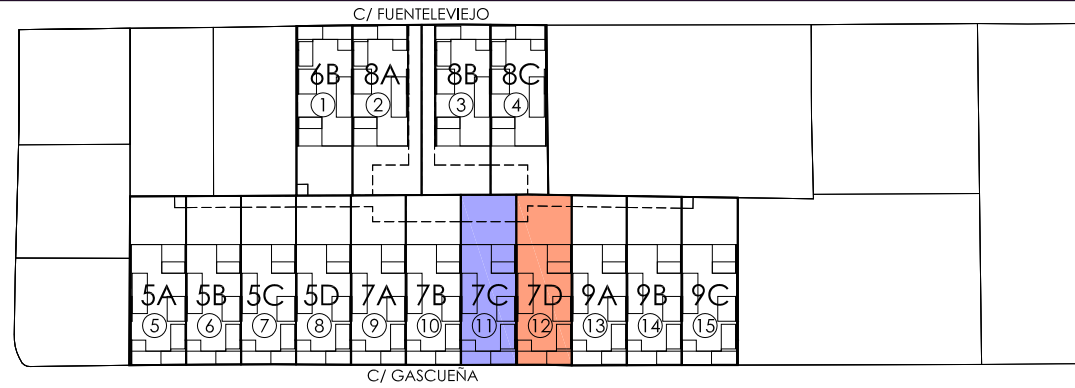 C/ FUENTELEVIEJO
6B 8A 8B 8C
1 2 3 4
5A 5B 5C 5D 7A 7B 7C 7D 9A 9B 9C
5 6 7 8 9 10 11 12 13 14 15
C/ GASCUEÑA